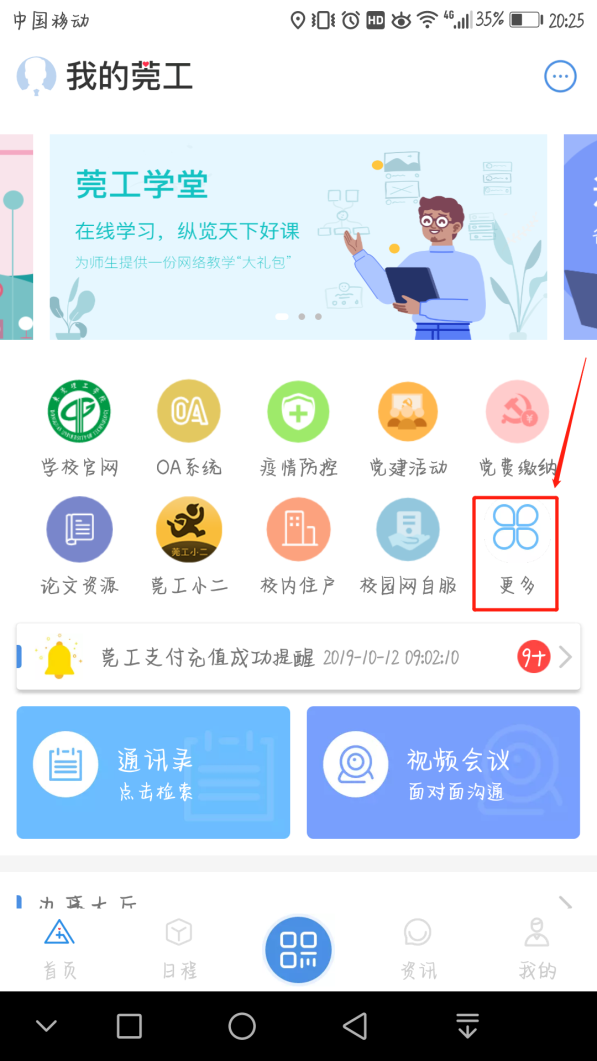 中国移动 HD 4G 35% 20:25
我的莞工
莞工学堂
在线学习，纵览天下好课
为师生提供一份网络教学“大礼包”
学校官网 OA系统 疫情防控 党建活动 党费缴纳
OA
莞工小二
论文资源 莞工小二 校内住户 校园网自服 更多
莞工支付充值成功提醒 2019-10-12 09:02:10 9+
通讯录 视频会议
点击检索 面对面沟通
办事大厅
首页 日程 资讯 我的